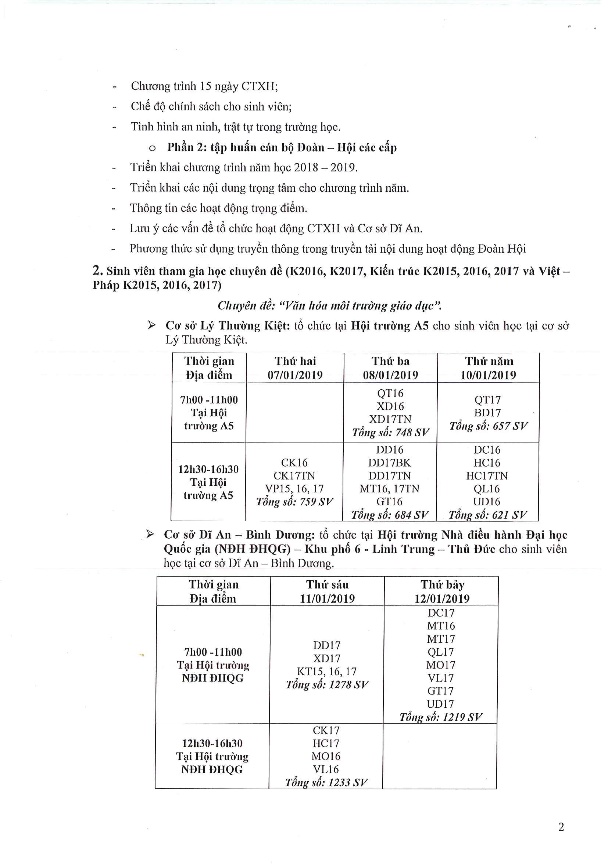 - Chương trình 15 ngày CTXH;
- Chế độ chính sách cho sinh viên;
- Tình hình an ninh, trật tự trong trường học.
o Phần 2: tập huấn cán bộ Đoàn – Hội các cấp
- Triển khai chương trình năm học 2018 – 2019.
- Triển khai các nội dung trọng tâm cho chương trình năm.
- Thông tin các hoạt động trọng điểm.
- Lưu ý các vấn đề tổ chức hoạt động CTXH và Cơ sở Dĩ An.
- Phương thức sử dụng truyền thông trong truyền tải nội dung hoạt động Đoàn Hội
2. Sinh viên tham gia học chuyên đề (K2016, K2017, Kiến trúc K2015, 2016, 2017 và Việt –
Pháp K2015, 2016, 2017)
Chuyên đề: “Văn hóa môi trường giáo dục”.
➢ Cơ sở Lý Thường Kiệt: tổ chức tại Hội trường A5 cho sinh viên học tại cơ sở
Lý Thường Kiệt.
Thời gian
Địa điểm
Thứ hai
07/01/2019
Thứ ba
08/01/2019
Thứ năm
10/01/2019
7h00 -11h00
Tại Hội
trường A5
QT16
XD16
XD17TN
Tổng số: 748 SV
QT17
BD17
Tổng số: 657 SV
12h30-16h30
Tại Hội
trường A5
CK16
CK17TN
VP15, 16, 17
Tổng số: 759 SV
DD16
DD17BK
DD17TN
MT16, 17TN
GT16
Tổng số: 684 SV
DC16
HC16
HC17TN
QL16
UD16
Tổng số: 621 SV
➢ Cơ sở Dĩ An – Bình Dương: tổ chức tại Hội trường Nhà điều hành Đại học
Quốc gia (NĐH ĐHQG) – Khu phố 6 - Linh Trung – Thủ Đức cho sinh viên
học tại cơ sở Dĩ An – Bình Dương.
Thời gian
Địa điểm
Thứ sáu
11/01/2019
Thứ bảy
12/01/2019
7h00 -11h00
Tại Hội trường
NĐH ĐHQG
DD17
XD17
KT15, 16, 17
Tổng số: 1278 SV
DC17
MT16
MT17
QL17
MO17
VL17
GT17
UD17
Tổng số: 1219 SV
12h30-16h30
Tại Hội trường
NĐH ĐHQG
CK17
HC17
MO16
VL16
Tổng số: 1233 SV
2